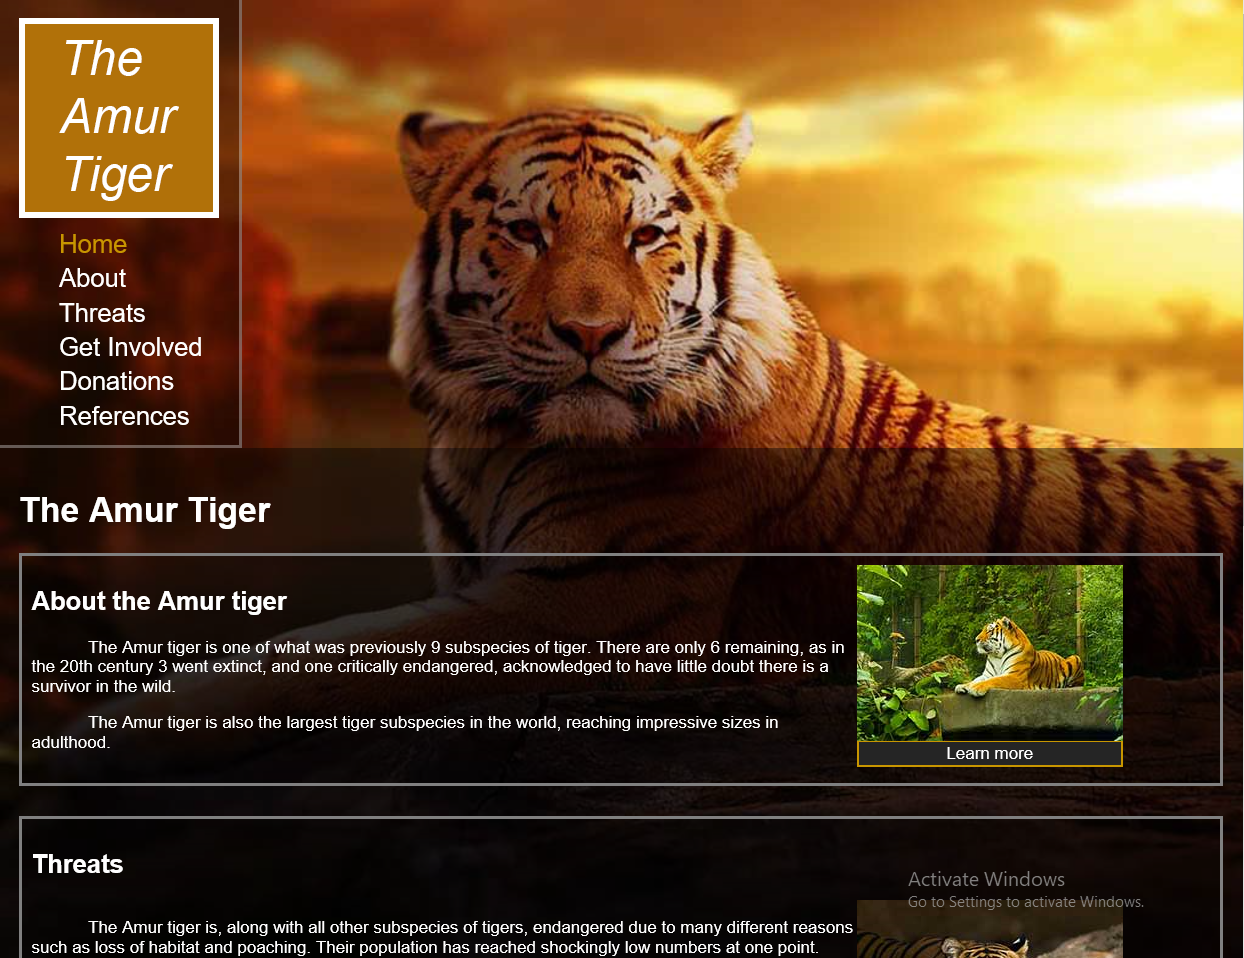 The
Amur
Tiger
Home
About
Threats
Get Involved
Donations
References
The Amur Tiger
About the Amur tiger
The Amur tiger is one of what was previously 9 subspecies of tiger. There are only 6 remaining, as in
the 20th century 3 went extinct, and one critically endangered, acknowledged to have little doubt there is a
survivor in the wild.
The Amur tiger is also the largest tiger subspecies in the world, reaching impressive sizes in
adulthood.
Learn more
Threats
The Amur tiger is, along with all other subspecies of tigers, endangered due to many different reasons
such as loss of habitat and poaching. Their population has reached shockingly low numbers at one point.
Activate Windows
Go to Settings to activate Windows.